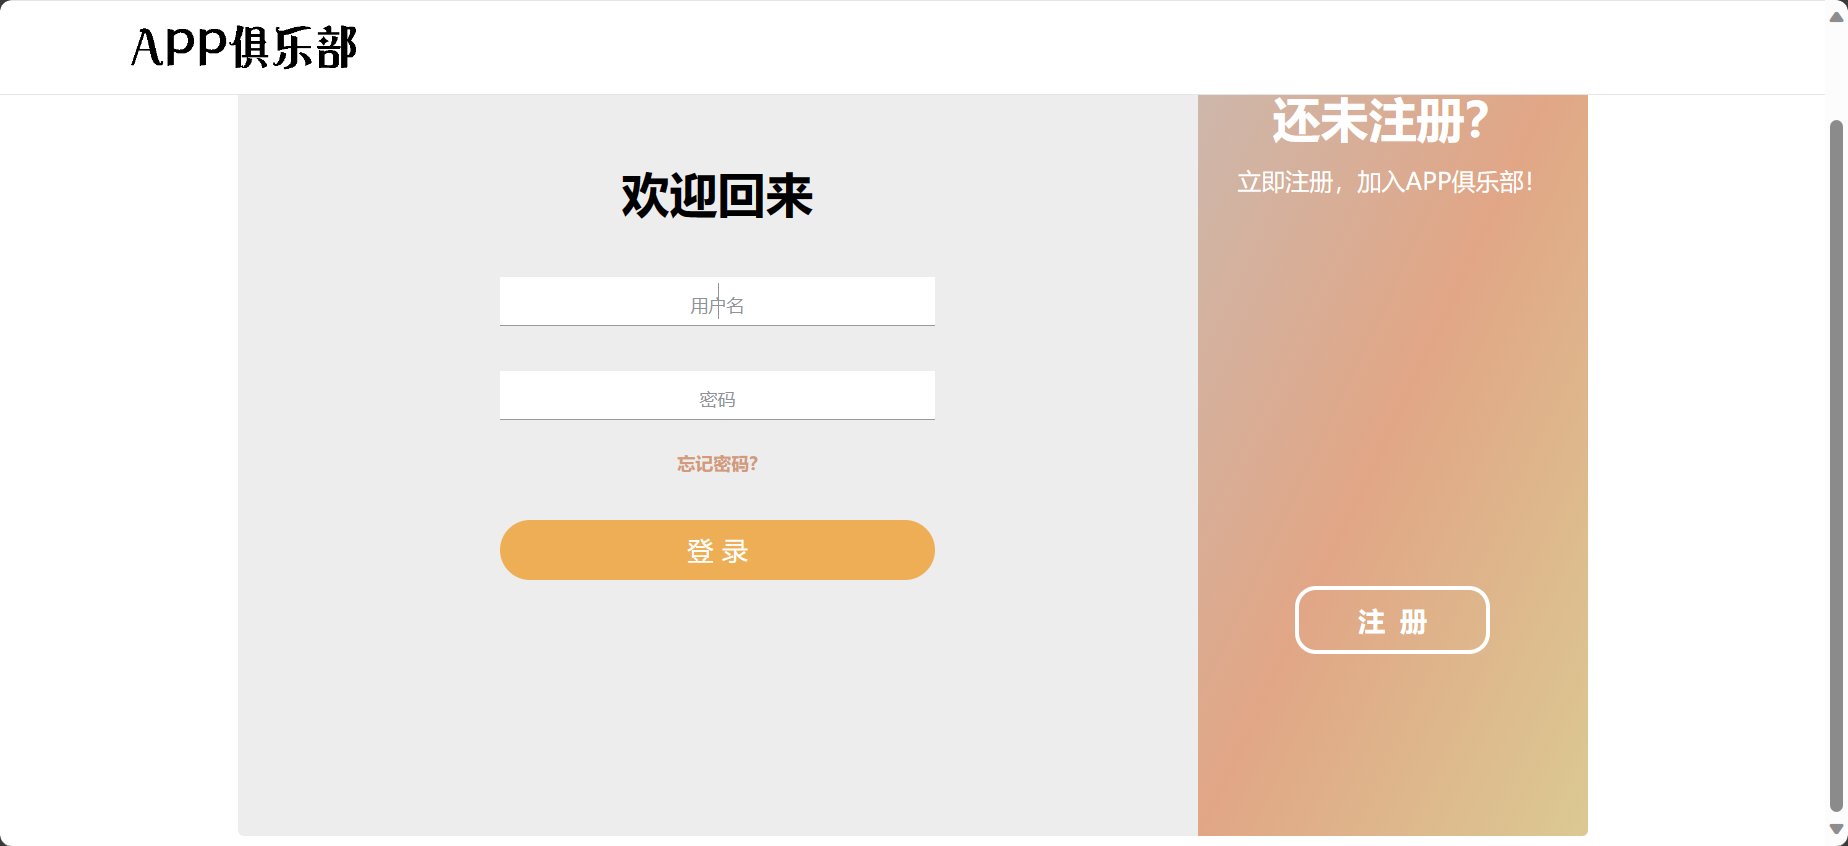 APP俱乐部
欢迎回来
用户名
密码
忘记密码?
登 录
还未注册?
立即注册，加入APP俱乐部!
注 册